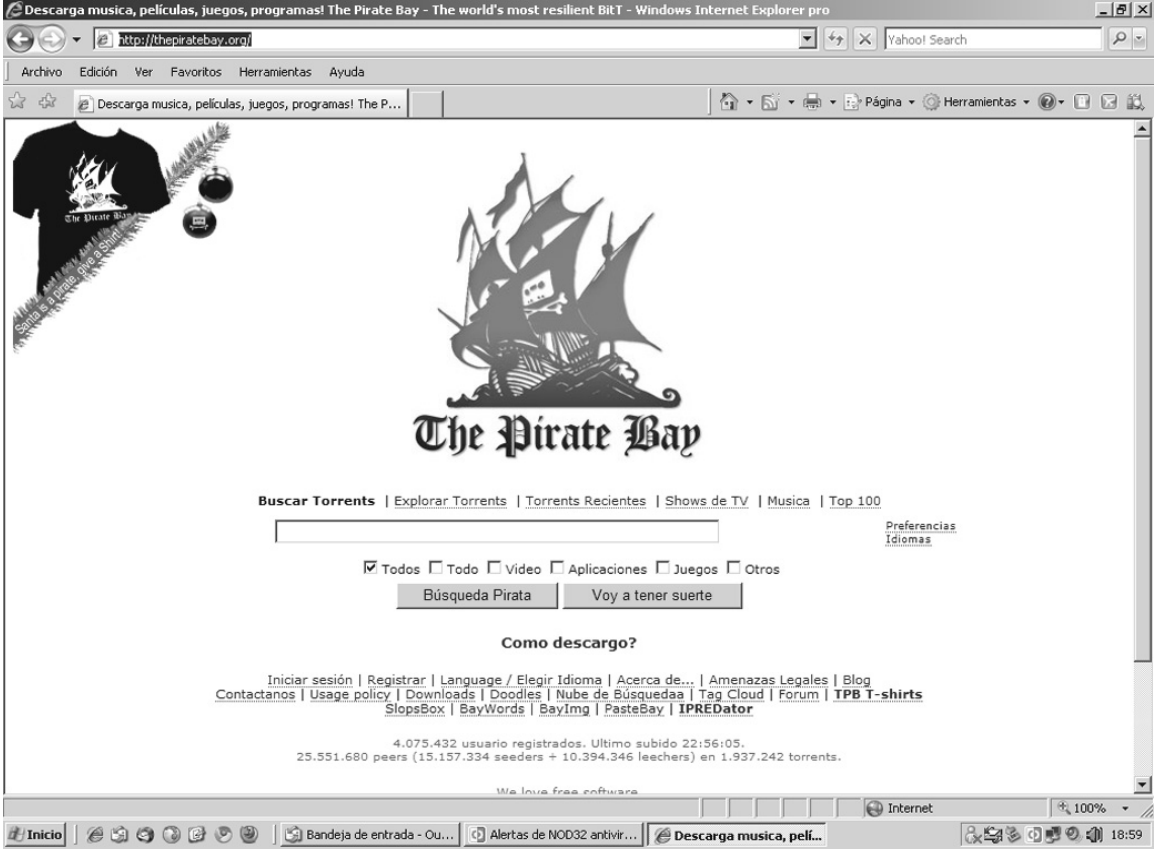 Descarga musica, películas, juegos, programas! The Pirate Bay - The world's most resilient BitT - Windows Internet Explorer pro
http://thepiratebay.org/
Yahoo! Search
Archivo Edición Ver Favoritos Herramientas Ayuda
Descarga musica, películas, juegos, programas! The P...
Página Herramientas
The Pirate Bay
Santa is a pirate, give a Shirt!
The Pirate Bay
Buscar Torrents | Explorar Torrents | Torrents Recientes | Shows de TV | Musica | Top 100
Preferencias
Idiomas
Todos Todo Video Aplicaciones Juegos Otros
Búsqueda Pirata Voy a tener suerte
Como descargo?
Iniciar sesión | Registrar | Language / Elegir Idioma | Acerca de... | Amenazas Legales | Blog
Contactanos | Usage policy | Downloads | Doodles | Nube de Búsquedaa | Tag Cloud | Forum | TPB T-shirts
SlopsBox | BayWords | BayImg | PasteBay | IPREDator
4.075.432 usuario registrados. Ultimo subido 22:56:05.
25.551.680 peers (15.157.334 seeders + 10.394.346 leechers) en 1.937.242 torrents.
We love free software
Internet 100%
Inicio Bandeja de entrada - Ou... Alertas de NOD32 antivir... Descarga musica, pelí... 18:59